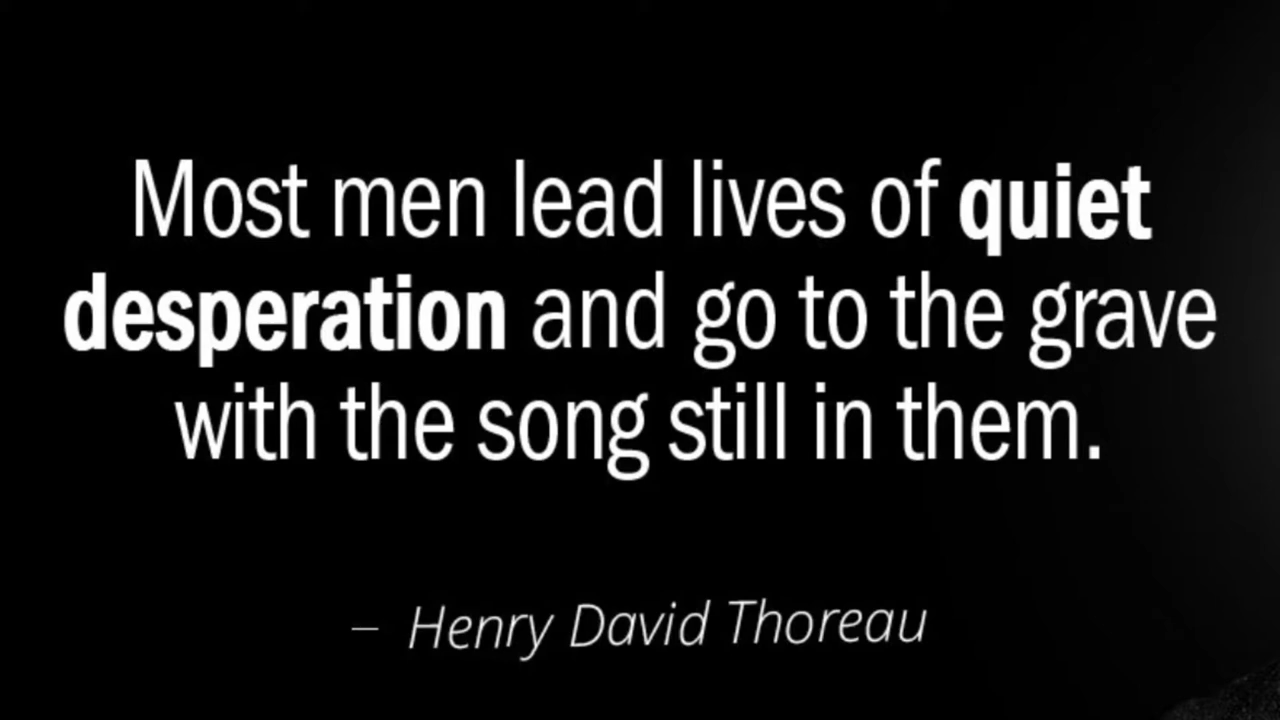 Most men lead lives of quiet
desperation and go to the grave
with the song still in them.
– Henry David Thoreau